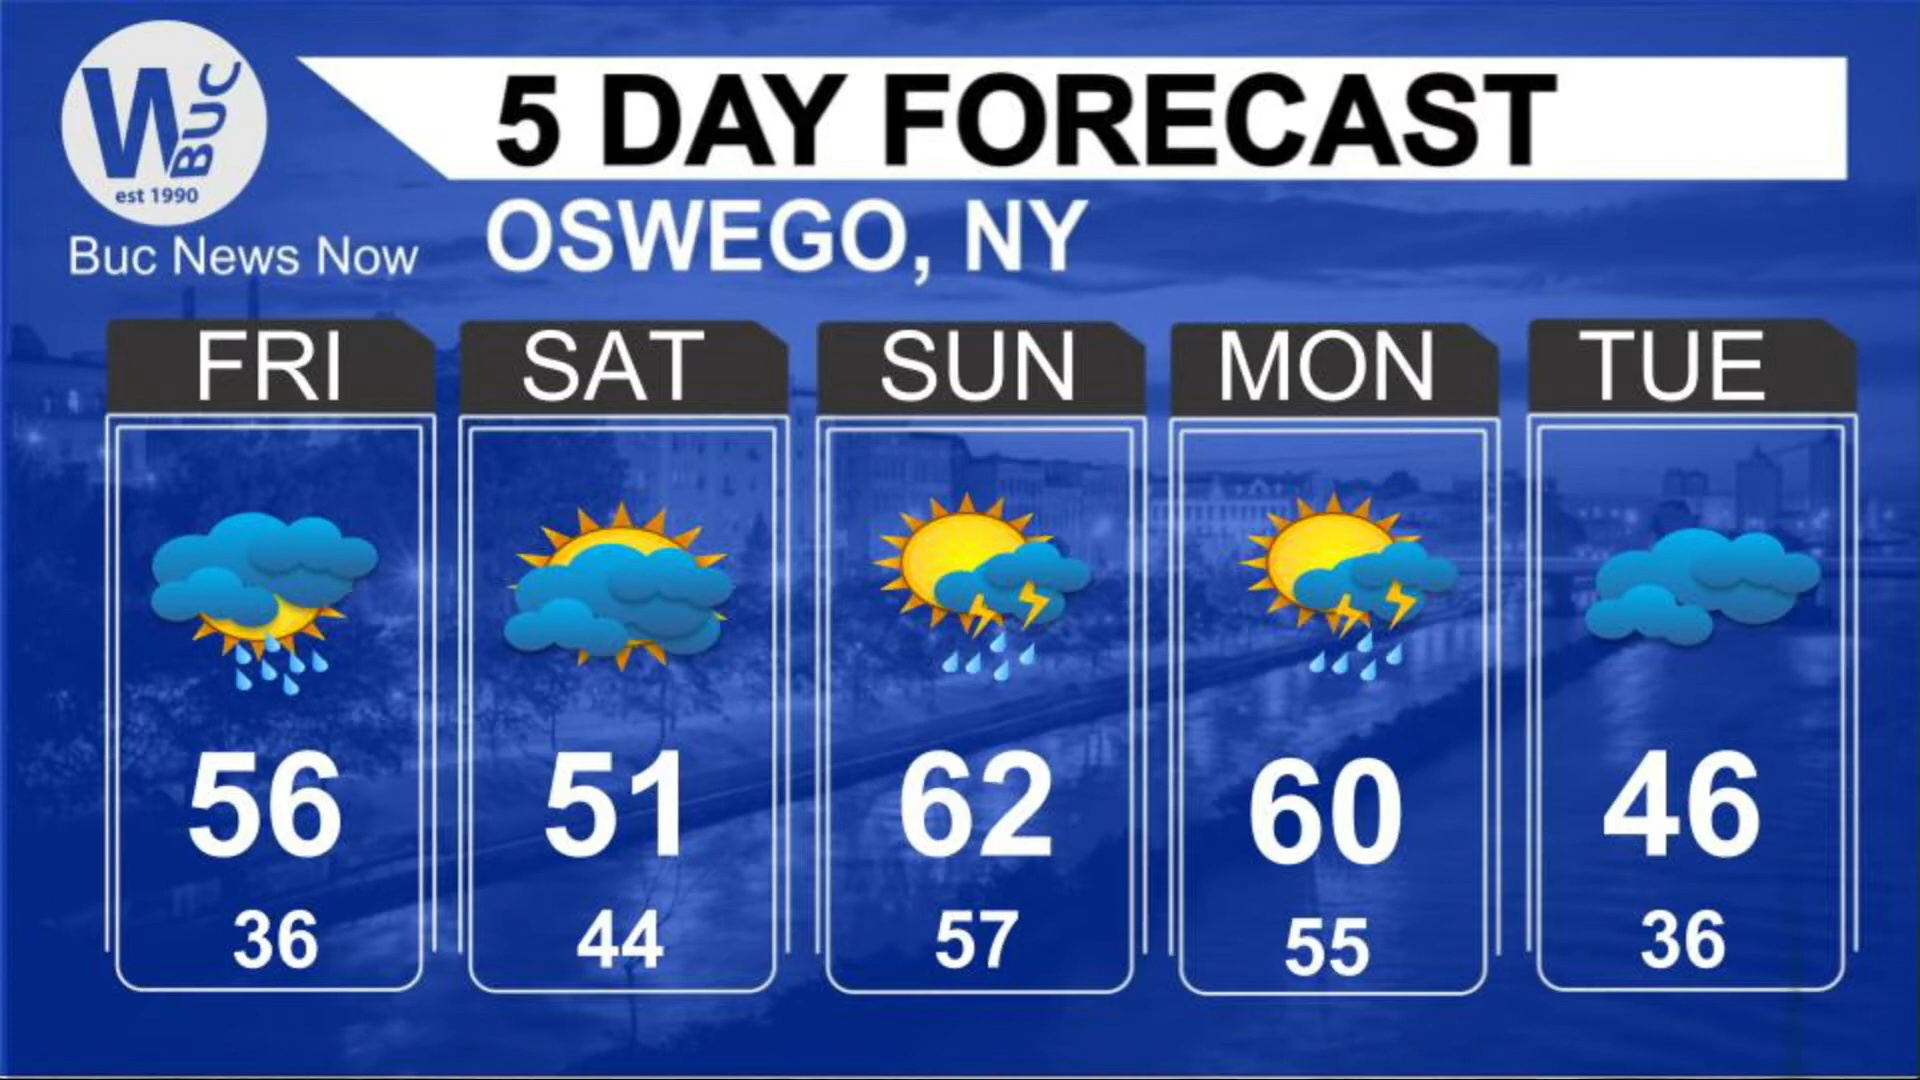 W BUC
est 1990
Buc News Now
5 DAY FORECAST
OSWEGO, NY
FRI
56
36
SAT
51
44
SUN
62
57
MON
60
55
TUE
46
36